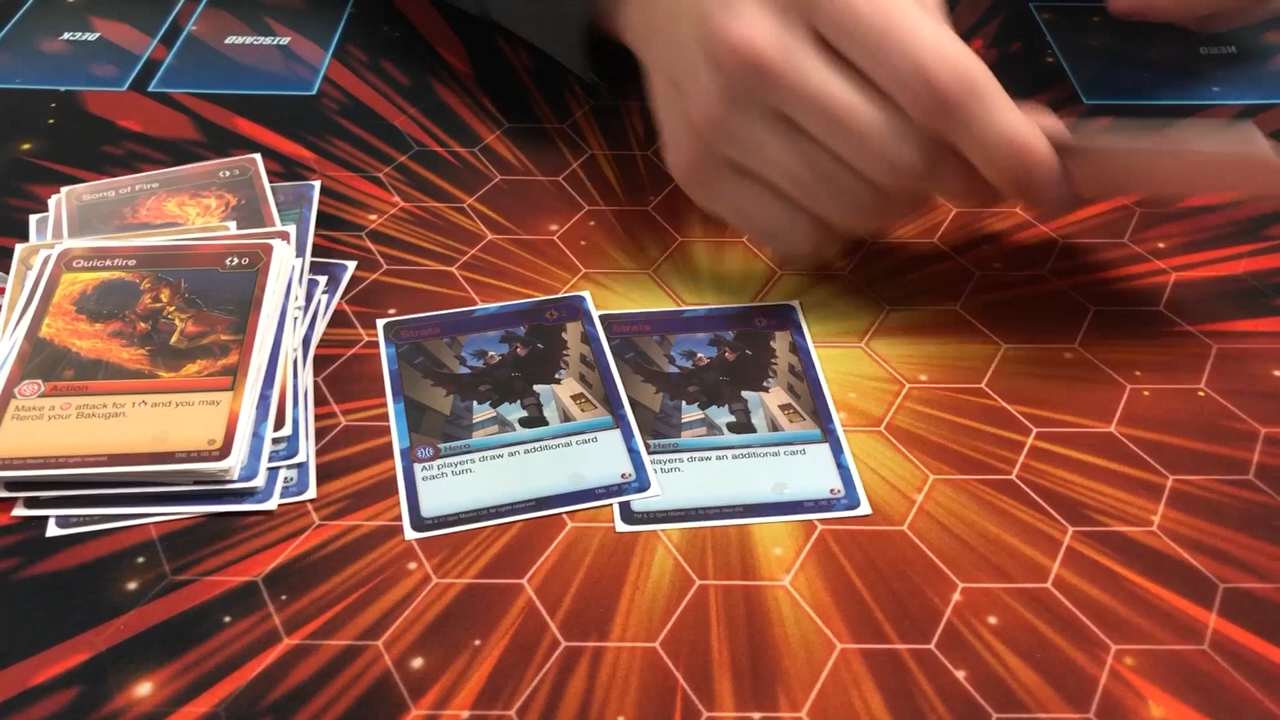 DECK
DISCARD
HERO
Song of Fire
3
Quickfire
0
Action
Make a attack for 1 and you may
Reroll your Bakugan.
Strata
2
Hero
All players draw an additional card
each turn.
Strata
Hero
players draw an additional card
turn.